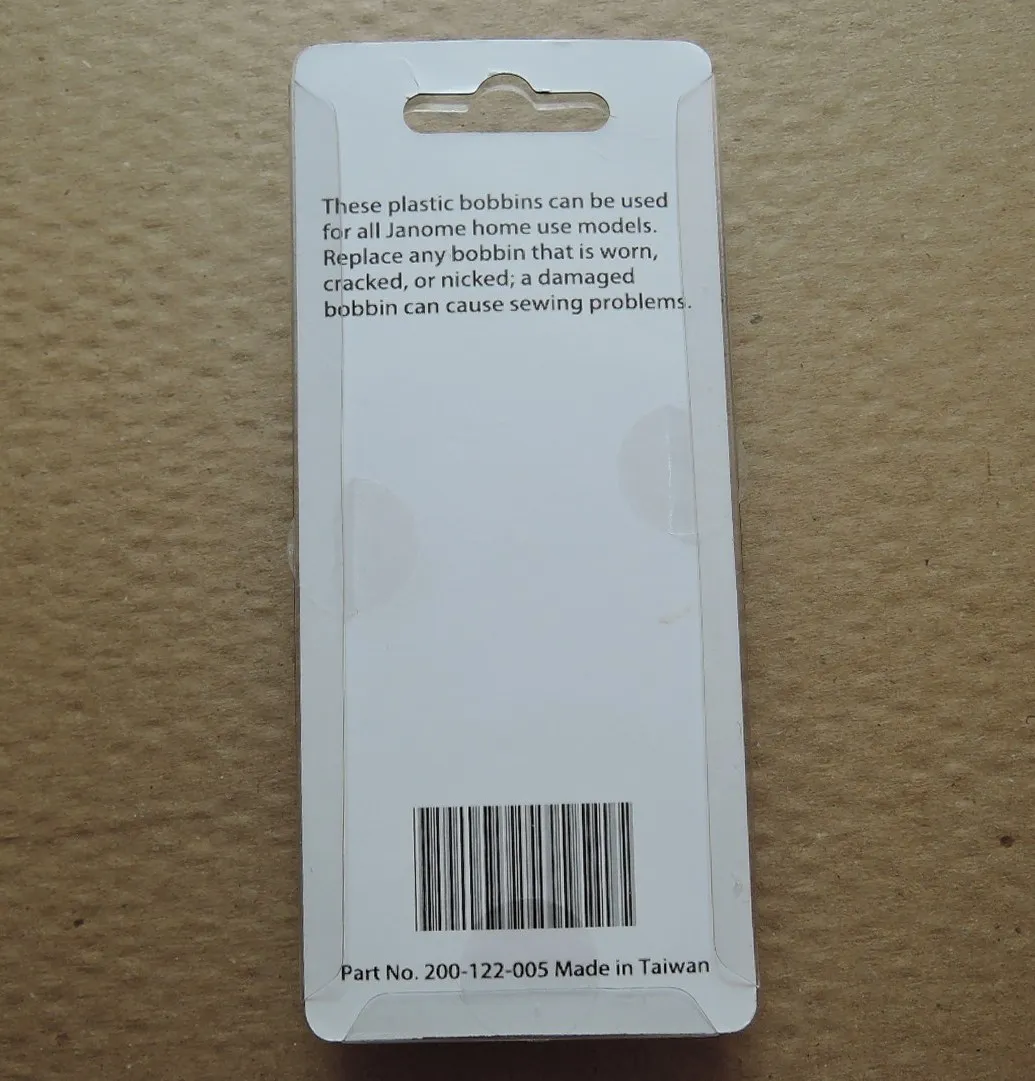 These plastic bobbins can be used
for all Janome home use models.
Replace any bobbin that is worn,
cracked, or nicked; a damaged
bobbin can cause sewing problems.
Part No. 200-122-005 Made in Taiwan